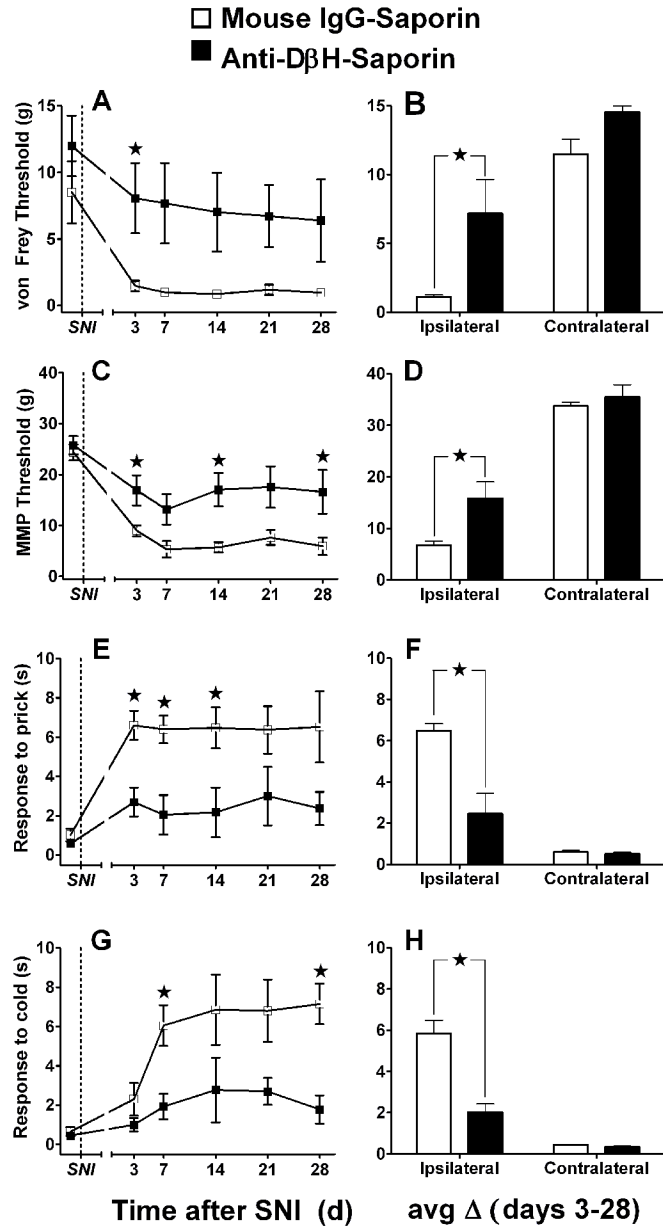 Mouse IgG-Saporin
Anti-DβH-Saporin
A
von Frey Threshold (g)
15
10
5
0
SNI 3 7 14 21 28
B
15
10
5
0
Ipsilateral Contralateral
C
MMP Threshold (g)
40
30
20
10
0
SNI 3 7 14 21 28
D
40
30
20
10
0
Ipsilateral Contralateral
E
Response to prick (s)
10
8
6
4
2
0
SNI 3 7 14 21 28
F
10
8
6
4
2
0
Ipsilateral Contralateral
G
Response to cold (s)
10
8
6
4
2
0
SNI 3 7 14 21 28
H
10
8
6
4
2
0
Ipsilateral Contralateral
Time after SNI (d)
avg Δ (days 3-28)